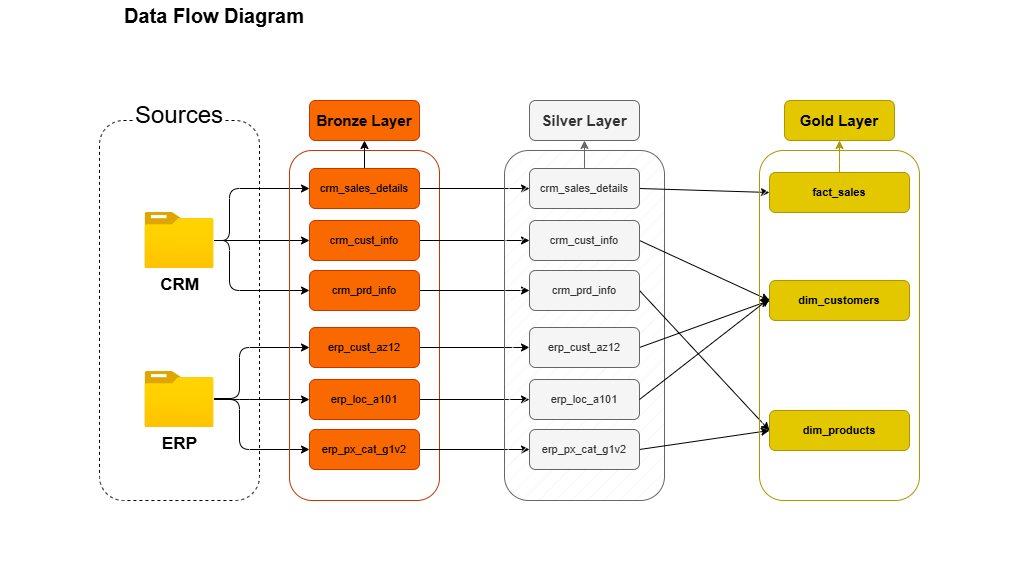 Data Flow Diagram
Sources
Bronze Layer
Silver Layer
Gold Layer
crm_sales_details
crm_sales_details
fact_sales
crm_cust_info
crm_cust_info
CRM
crm_prd_info
crm_prd_info
dim_customers
erp_cust_az12
erp_cust_az12
erp_loc_a101
erp_loc_a101
ERP
dim_products
erp_px_cat_g1v2
erp_px_cat_g1v2